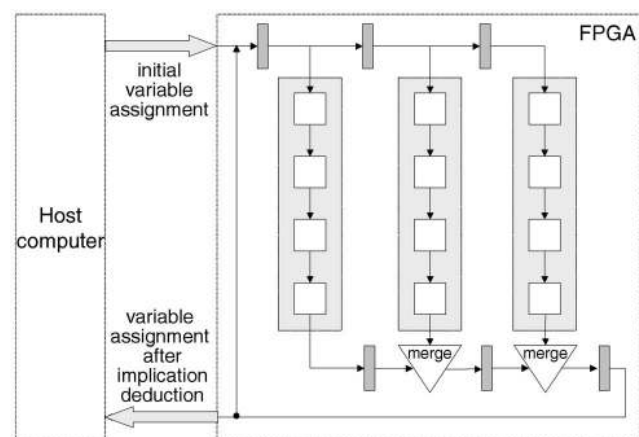 FPGA
initial
variable
assignment
Host
computer
variable
assignment
after
implication
deduction
merge
merge